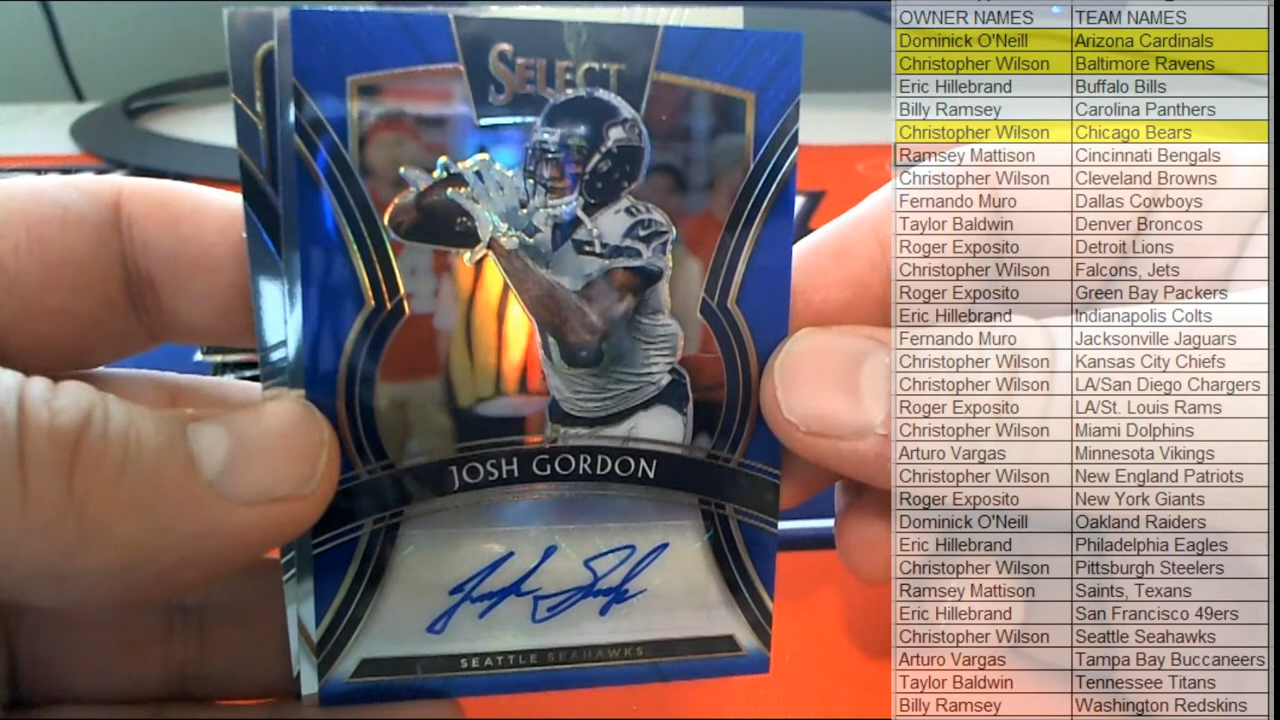 SELECT
JOSH GORDON
SEATTLE SEAHAWKS
OWNER NAMES TEAM NAMES
Dominick O'Neill Arizona Cardinals
Christopher Wilson Baltimore Ravens
Eric Hillebrand Buffalo Bills
Billy Ramsey Carolina Panthers
Christopher Wilson Chicago Bears
Ramsey Mattison Cincinnati Bengals
Christopher Wilson Cleveland Browns
Fernando Muro Dallas Cowboys
Taylor Baldwin Denver Broncos
Roger Exposito Detroit Lions
Christopher Wilson Falcons, Jets
Roger Exposito Green Bay Packers
Eric Hillebrand Indianapolis Colts
Fernando Muro Jacksonville Jaguars
Christopher Wilson Kansas City Chiefs
Christopher Wilson LA/San Diego Chargers
Roger Exposito LA/St. Louis Rams
Christopher Wilson Miami Dolphins
Arturo Vargas Minnesota Vikings
Christopher Wilson New England Patriots
Roger Exposito New York Giants
Dominick O'Neill Oakland Raiders
Eric Hillebrand Philadelphia Eagles
Christopher Wilson Pittsburgh Steelers
Ramsey Mattison Saints, Texans
Eric Hillebrand San Francisco 49ers
Christopher Wilson Seattle Seahawks
Arturo Vargas Tampa Bay Buccaneers
Taylor Baldwin Tennessee Titans
Billy Ramsey Washington Redskins